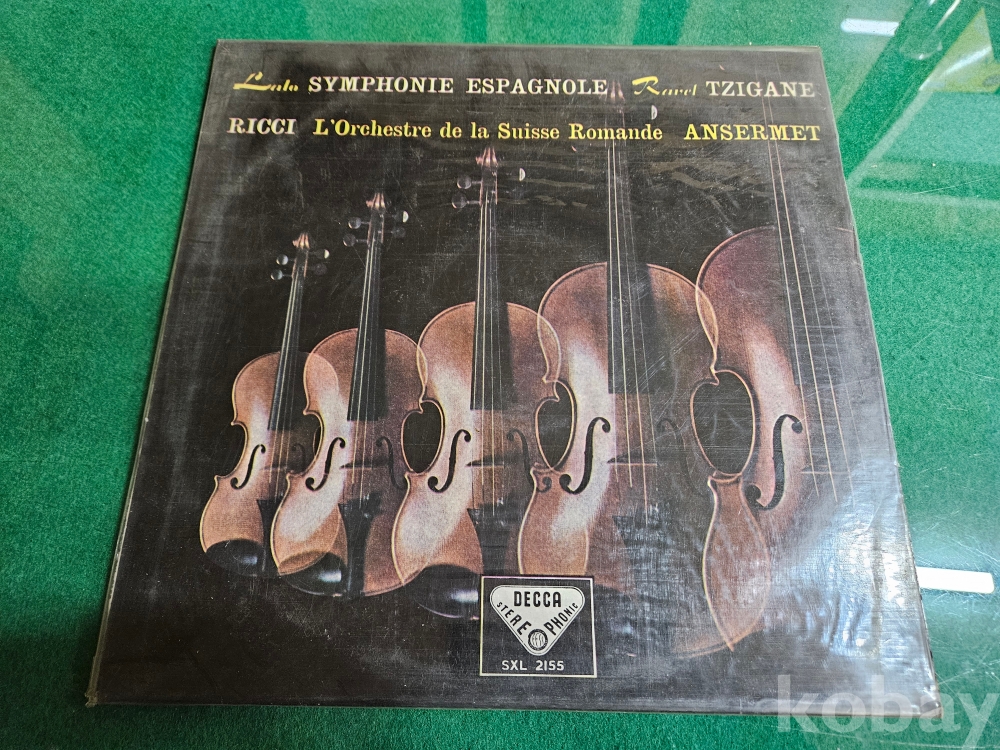 Lalo SYMPHONIE ESPAGNOLE Ravel TZIGANE
RICCI L'Orchestre de la Suisse Romande ANSERMET
DECCA
STEREOPHONIC
SXL 2155
kobay